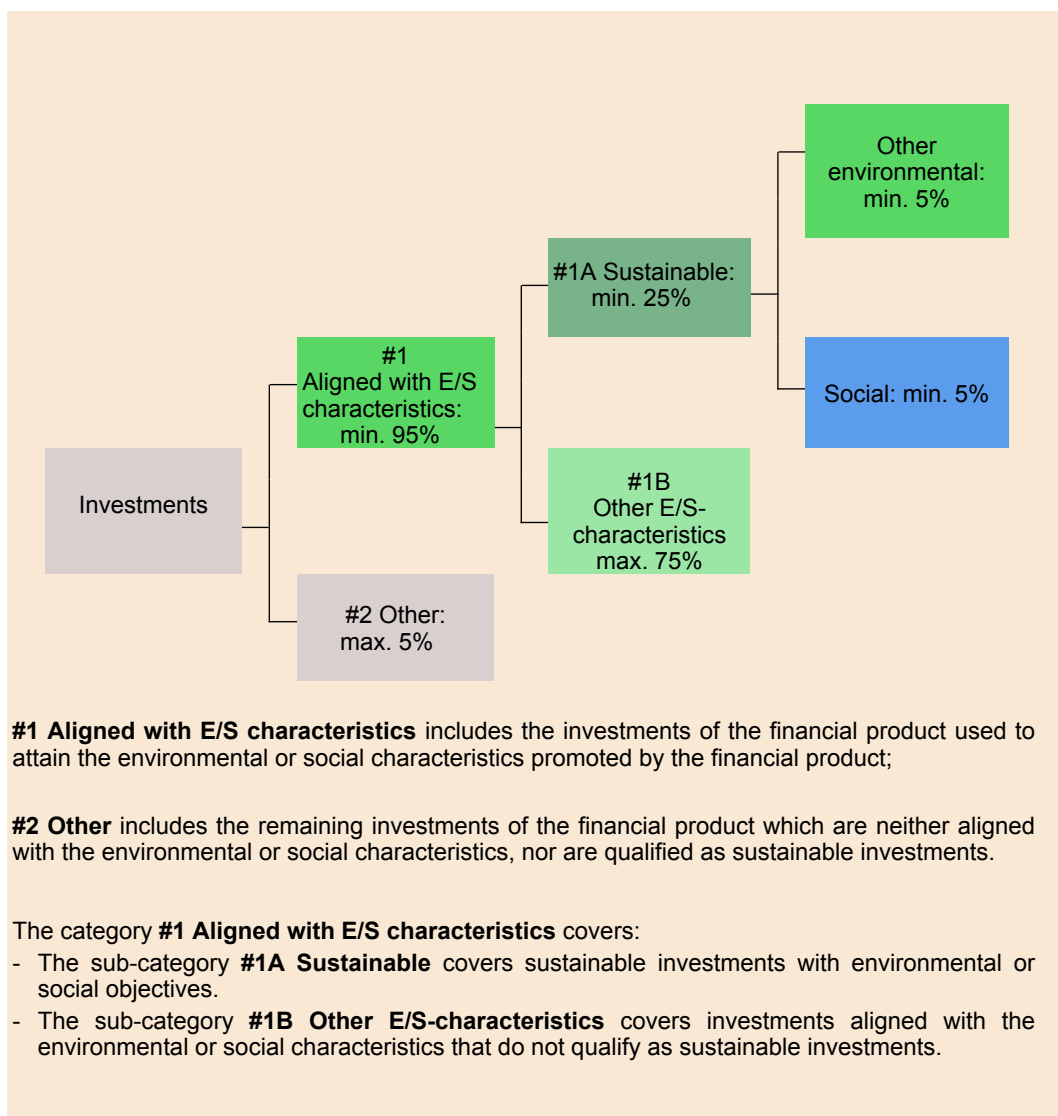 Other
environmental:
min. 5%
#1A Sustainable:
min. 25%
#1
Aligned with E/S
characteristics:
min. 95%
Social: min. 5%
Investments
#1B
Other E/S-
characteristics
max. 75%
#2 Other:
max. 5%
#1 Aligned with E/S characteristics includes the investments of the financial product used to
attain the environmental or social characteristics promoted by the financial product;
#2 Other includes the remaining investments of the financial product which are neither aligned
with the environmental or social characteristics, nor are qualified as sustainable investments.
The category #1 Aligned with E/S characteristics covers:
- The sub-category #1A Sustainable covers sustainable investments with environmental or
social objectives.
- The sub-category #1B Other E/S-characteristics covers investments aligned with the
environmental or social characteristics that do not qualify as sustainable investments.